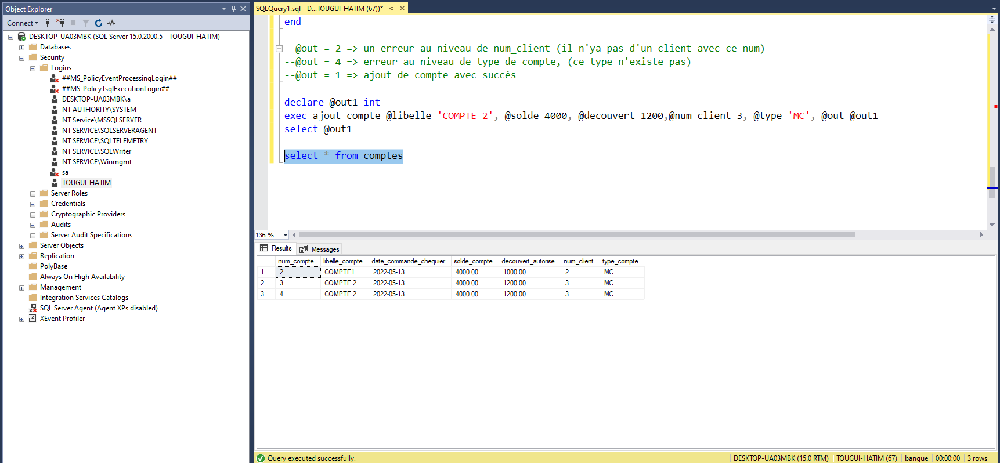 Object Explorer
Connect
DESKTOP-UA03MBK (SQL Server 15.0.2000.5 - TOUGUI-HATIM)
Databases
Security
Logins
##MS_PolicyEventProcessingLogin##
##MS_PolicyTsqlExecutionLogin##
DESKTOP-UA03MBK\a
NT AUTHORITY\SYSTEM
NT Service\MSSQLSERVER
NT SERVICE\SQLSERVERAGENT
NT SERVICE\SQLTELEMETRY
NT SERVICE\SQLWriter
NT SERVICE\Winmgmt
sa
TOUGUI-HATIM
Server Roles
Credentials
Cryptographic Providers
Audits
Server Audit Specifications
Server Objects
Replication
PolyBase
Always On High Availability
Management
Integration Services Catalogs
SQL Server Agent (Agent XPs disabled)
XEvent Profiler
SQLQuery1.sql - D...TOUGUI-HATIM (67))*
end
--@out = 2 => un erreur au niveau de num_client (il n'ya pas d'un client avec ce num)
--@out = 4 => erreur au niveau de type de compte, (ce type n'existe pas)
--@out = 1 => ajout de compte avec succés
declare @out1 int
exec ajout_compte @libelle='COMPTE 2', @solde=4000, @decouvert=1200,@num_client=3, @type='MC', @out=@out1
select @out1
select * from comptes
136 %
Results Messages
num_compte libelle_compte date_commande_chequier solde_compte decouvert_autorise num_client type_compte
1 2 COMPTE1 2022-05-13 4000.00 1000.00 2 MC
2 3 COMPTE 2 2022-05-13 4000.00 1200.00 3 MC
3 4 COMPTE 2 2022-05-13 4000.00 1200.00 3 MC
Query executed successfully. DESKTOP-UA03MBK (15.0 RTM) TOUGUI-HATIM (67) banque 00:00:00 3 rows